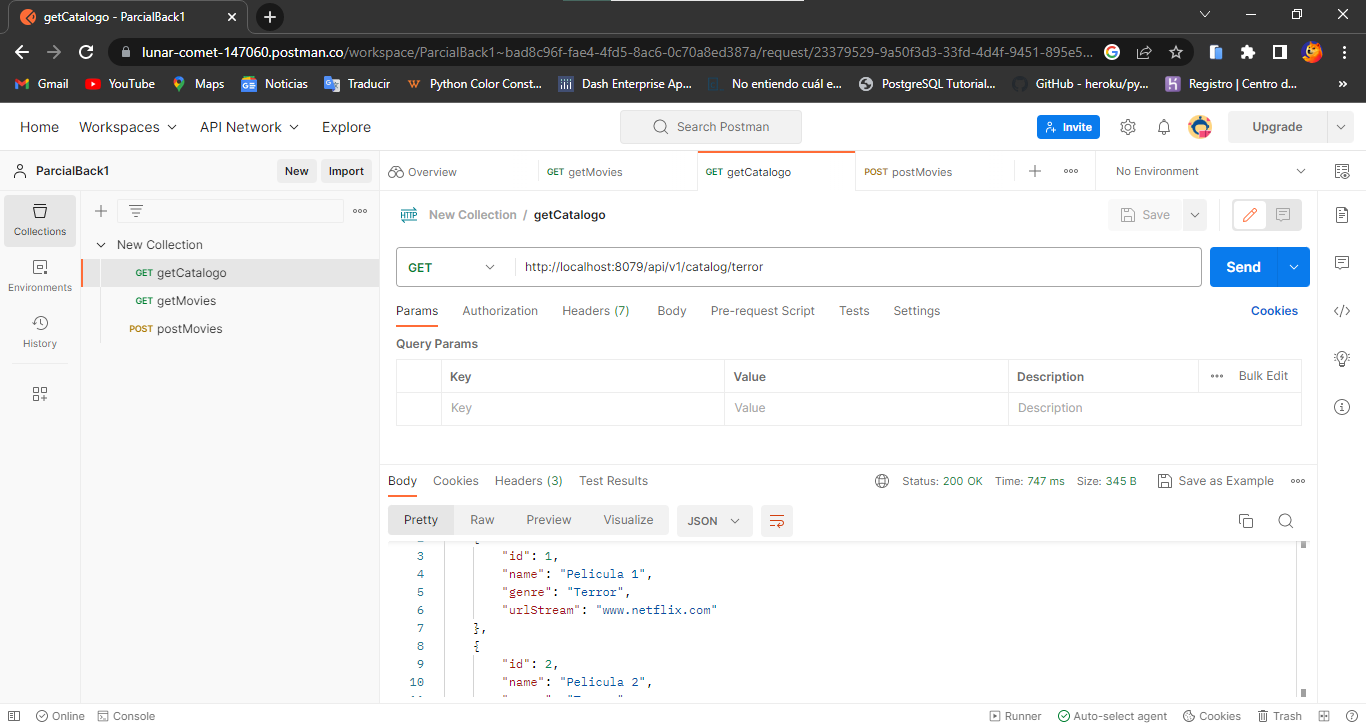 getCatalogo - ParcialBack1
lunar-comet-147060.postman.co/workspace/ParcialBack1~bad8c96f-fae4-4fd5-8ac6-0c70a8ed387a/request/23379529-9a50f3d3-33fd-4d4f-9451-895e5...
Gmail YouTube Maps Noticias Traducir Python Color Const... Dash Enterprise Ap... No entiendo cuál e... PostgreSQL Tutorial... GitHub - heroku/py... Registro | Centro d... »
Home Workspaces API Network Explore Search Postman Invite Upgrade
ParcialBack1 New Import Overview GET getMovies GET getCatalogo POST postMovies No Environment
Collections
Environments
History
New Collection
GET getCatalogo
GET getMovies
POST postMovies
HTTP New Collection / getCatalogo Save
GET http://localhost:8079/api/v1/catalog/terror Send
Params Authorization Headers (7) Body Pre-request Script Tests Settings Cookies
Query Params
Key Value Description Bulk Edit
Key Value Description
Body Cookies Headers (3) Test Results Status: 200 OK Time: 747 ms Size: 345 B Save as Example
Pretty Raw Preview Visualize JSON
3 "id": 1,
4 "name": "Pelicula 1",
5 "genre": "Terror",
6 "urlStream": "www.netflix.com"
7 },
8 {
9 "id": 2,
10 "name": "Pelicula 2",
Online Console Runner Auto-select agent Cookies Trash